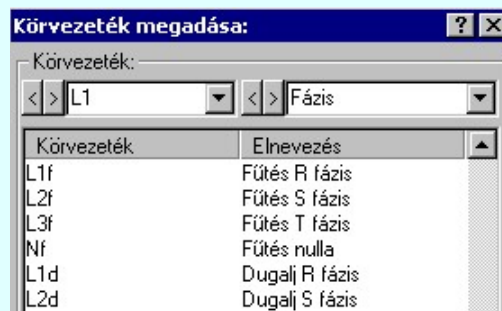 Körvezeték megadása: ? X
Körvezeték:
< > L1 < > Fázis
Körvezeték Elnevezés
L1f Fűtés R fázis
L2f Fűtés S fázis
L3f Fűtés T fázis
Nf Fűtés nulla
L1d Dugalj R fázis
L2d Dugalj S fázis